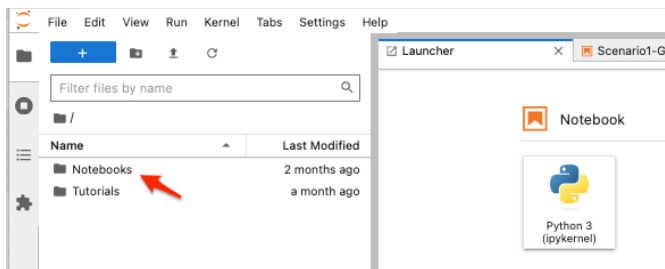 File Edit View Run Kernel Tabs Settings Help
Launcher
Scenario1-G
Filter files by name
/
Name Last Modified
Notebooks 2 months ago
Tutorials a month ago
Notebook
Python 3
(ipykernel)